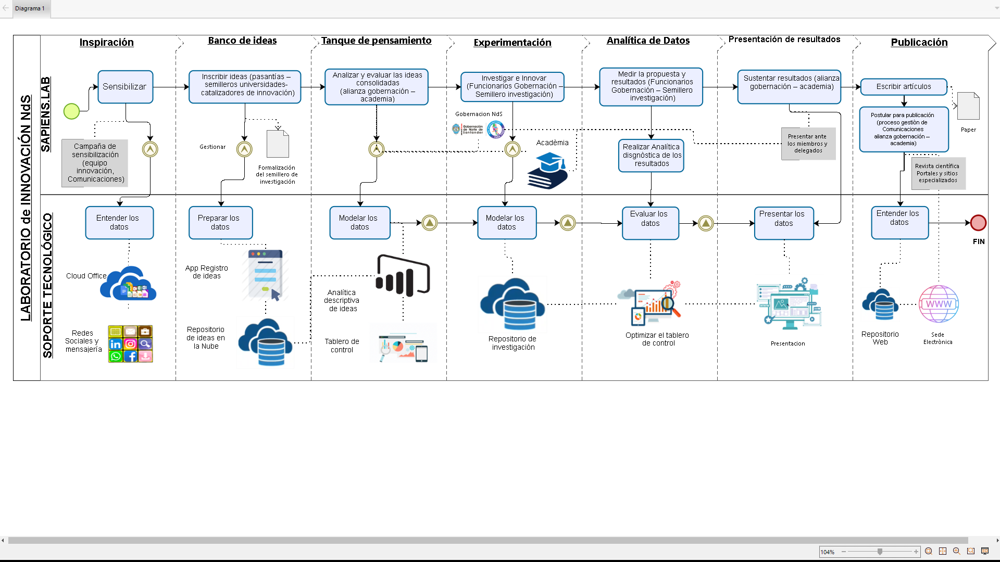 Diagrama 1
LABORATORIO de INNOVACIÓN NdS
SAPIENS.LAB
SOPORTE TECNOLÓGICO
Inspiración
Banco de ideas
Tanque de pensamiento
Experimentación
Analítica de Datos
Presentación de resultados
Publicación
Sensibilizar
Inscribir ideas (pasantías –
semilleros universidades-
catalizadores de innovación)
Analizar y evaluar las ideas
consolidadas
(alianza gobernación –
academia)
Investigar e Innovar
(Funcionarios Gobernación –
Semillero investigación)
Medir la propuesta y
resultados (Funcionarios
Gobernación – Semillero
investigación)
Sustentar resultados (alianza
gobernación – academia)
Escribir artículos
Postular para publicación
(proceso gestiòn de
Comunicaciones
alianza gobernación –
academia)
Paper
Campaña de
sensibilización
(equipo
innovación,
Comunicaciones)
Gestionar
Formalización
del semillero de
investigación
Gobernacion NdS
Gobernación
de Norte de
Santander
Acadèmia
Realizar Analítica
disgnòstica de los
resultados
Presentar ante
los miembros y
delegados
Revista científica
Portales y sitios
especializados
Entender los
datos
Preparar los
datos
Modelar los
datos
Modelar los
datos
Evaluar los
datos
Presentar los
datos
Entender los
datos
FIN
Cloud Office
Redes
Sociales y
mensajería
App Registro
de ideas
Repositorio
de ideas en
la Nube
Analítica
descriptiva
de ideas
Tablero de
control
Repositorio de
investigaciòn
Optimizar el tablero
de control
Presentacion
Repositorio
Web
WWW
Sede
Electrònica
104%